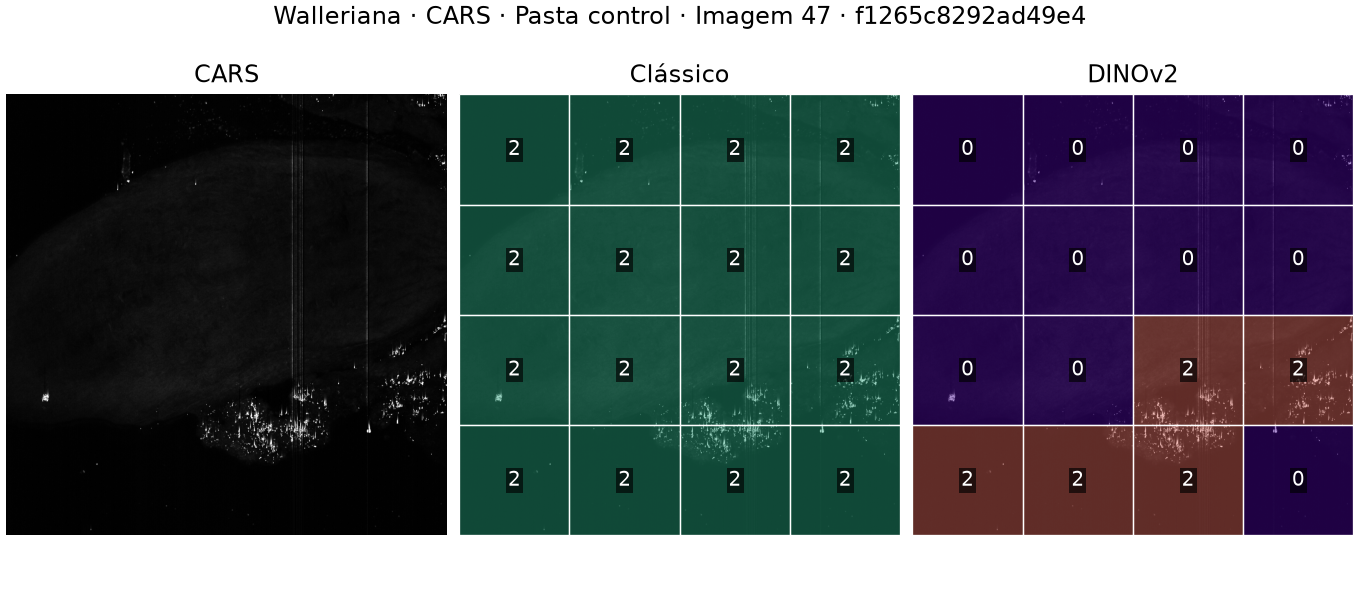 Walleriana · CARS · Pasta control · Imagem 47 · f1265c8292ad49e4
CARS Clássico DINOv2
2 2 2 2 0 0 0 0
2 2 2 2 0 0 0 0
2 2 2 2 0 0 2 2
2 2 2 2 2 2 2 0